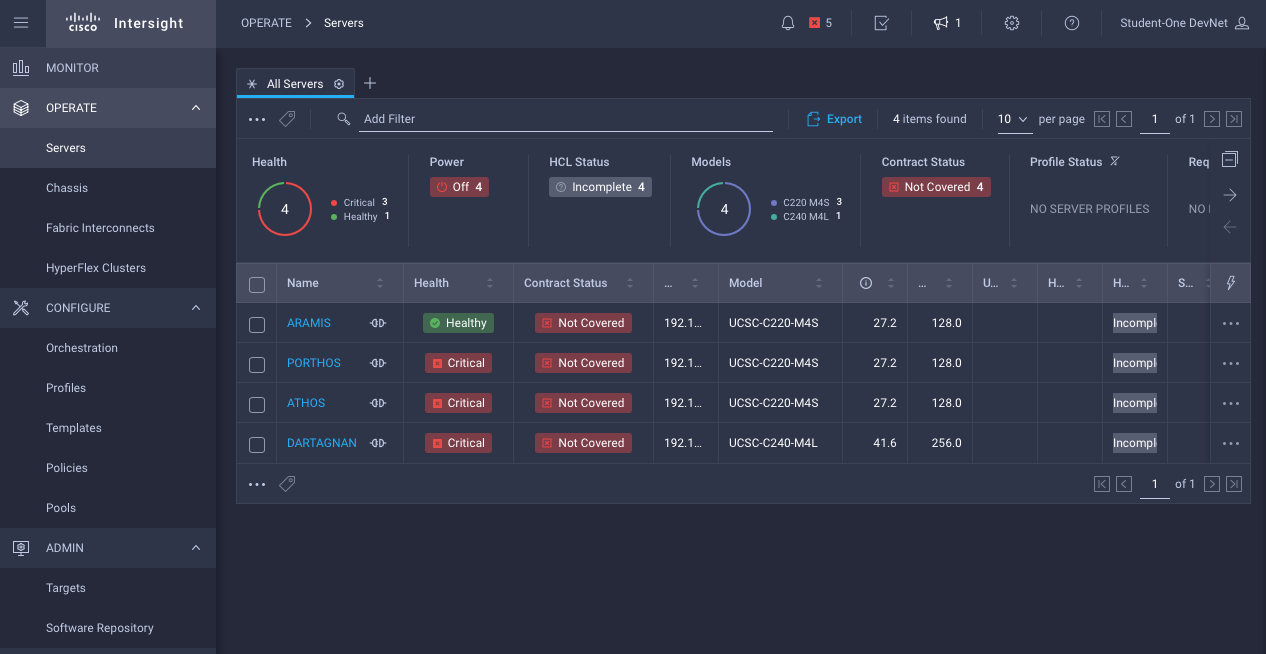 CISCO Intersight OPERATE Servers 5 1 Student-One DevNet
MONITOR
OPERATE
Servers
Chassis
Fabric Interconnects
HyperFlex Clusters
CONFIGURE
Orchestration
Profiles
Templates
Policies
Pools
ADMIN
Targets
Software Repository
All Servers
Add Filter Export 4 items found 10 per page 1 of 1
Health Power HCL Status Models Contract Status Profile Status Req
4 Critical 3 Off 4 Incomplete 4 4 C220 M4S 3 Not Covered 4 NO SERVER PROFILES NO
Healthy 1 C240 M4L 1
Name Health Contract Status ... Model ... U... H... H... S...
ARAMIS Healthy Not Covered 192.1... UCSC-C220-M4S 27.2 128.0 Incompl
PORTHOS Critical Not Covered 192.1... UCSC-C220-M4S 27.2 128.0 Incompl
ATHOS Critical Not Covered 192.1... UCSC-C220-M4S 27.2 128.0 Incompl
DARTAGNAN Critical Not Covered 192.1... UCSC-C240-M4L 41.6 256.0 Incompl
1 of 1